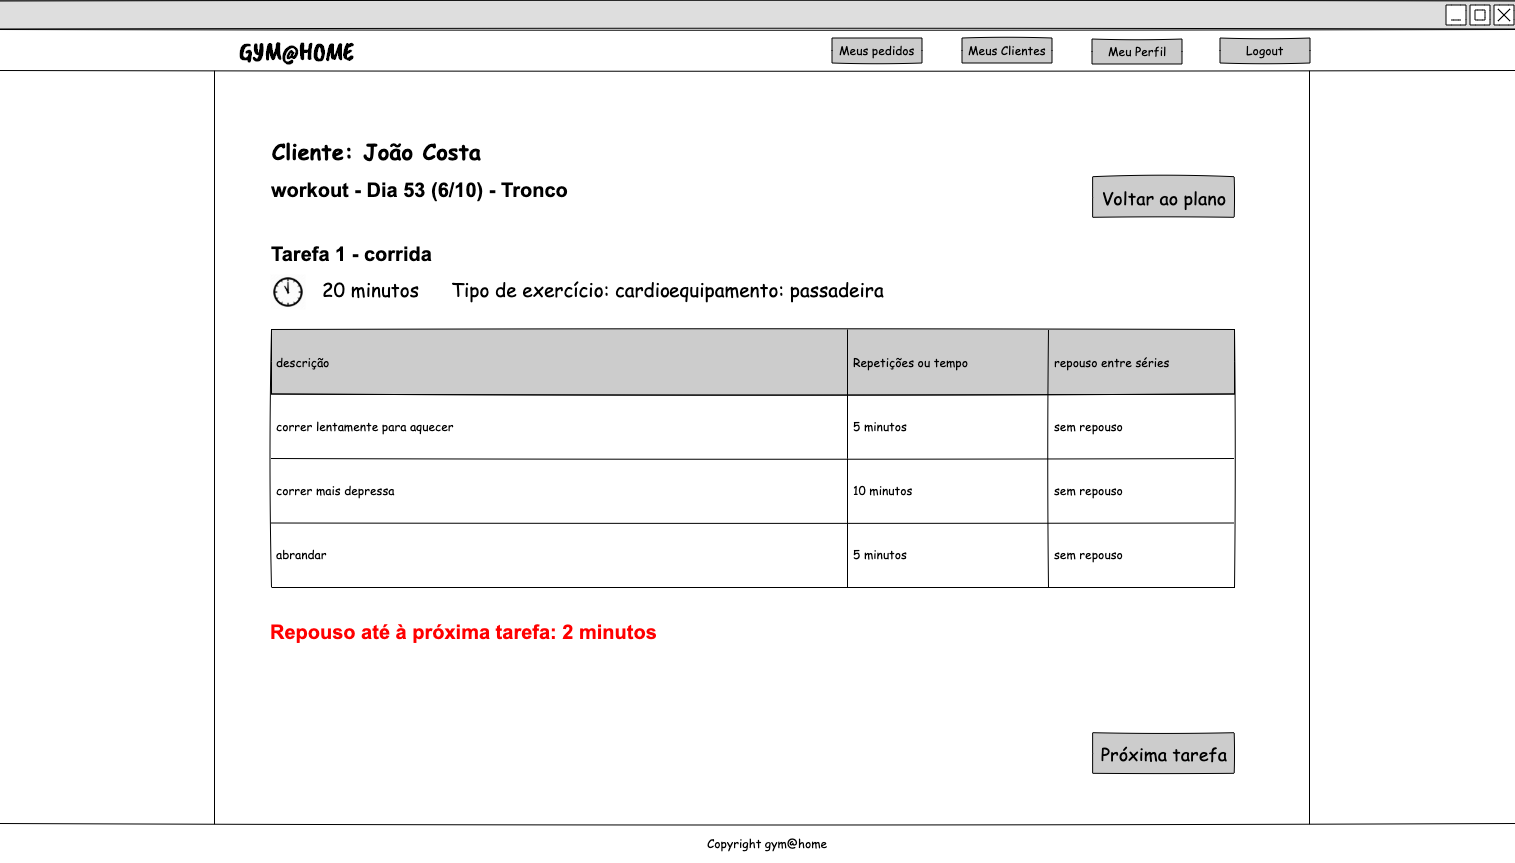 GYM@HOME
Meus pedidos
Meus Clientes
Meu Perfil
Logout
Cliente: João Costa
workout - Dia 53 (6/10) - Tronco
Voltar ao plano
Tarefa 1 - corrida
20 minutos
Tipo de exercício: cardioequipamento: passadeira
descrição
Repetições ou tempo
repouso entre séries
correr lentamente para aquecer
5 minutos
sem repouso
correr mais depressa
10 minutos
sem repouso
abrandar
5 minutos
sem repouso
Repouso até à próxima tarefa: 2 minutos
Próxima tarefa
Copyright gym@home